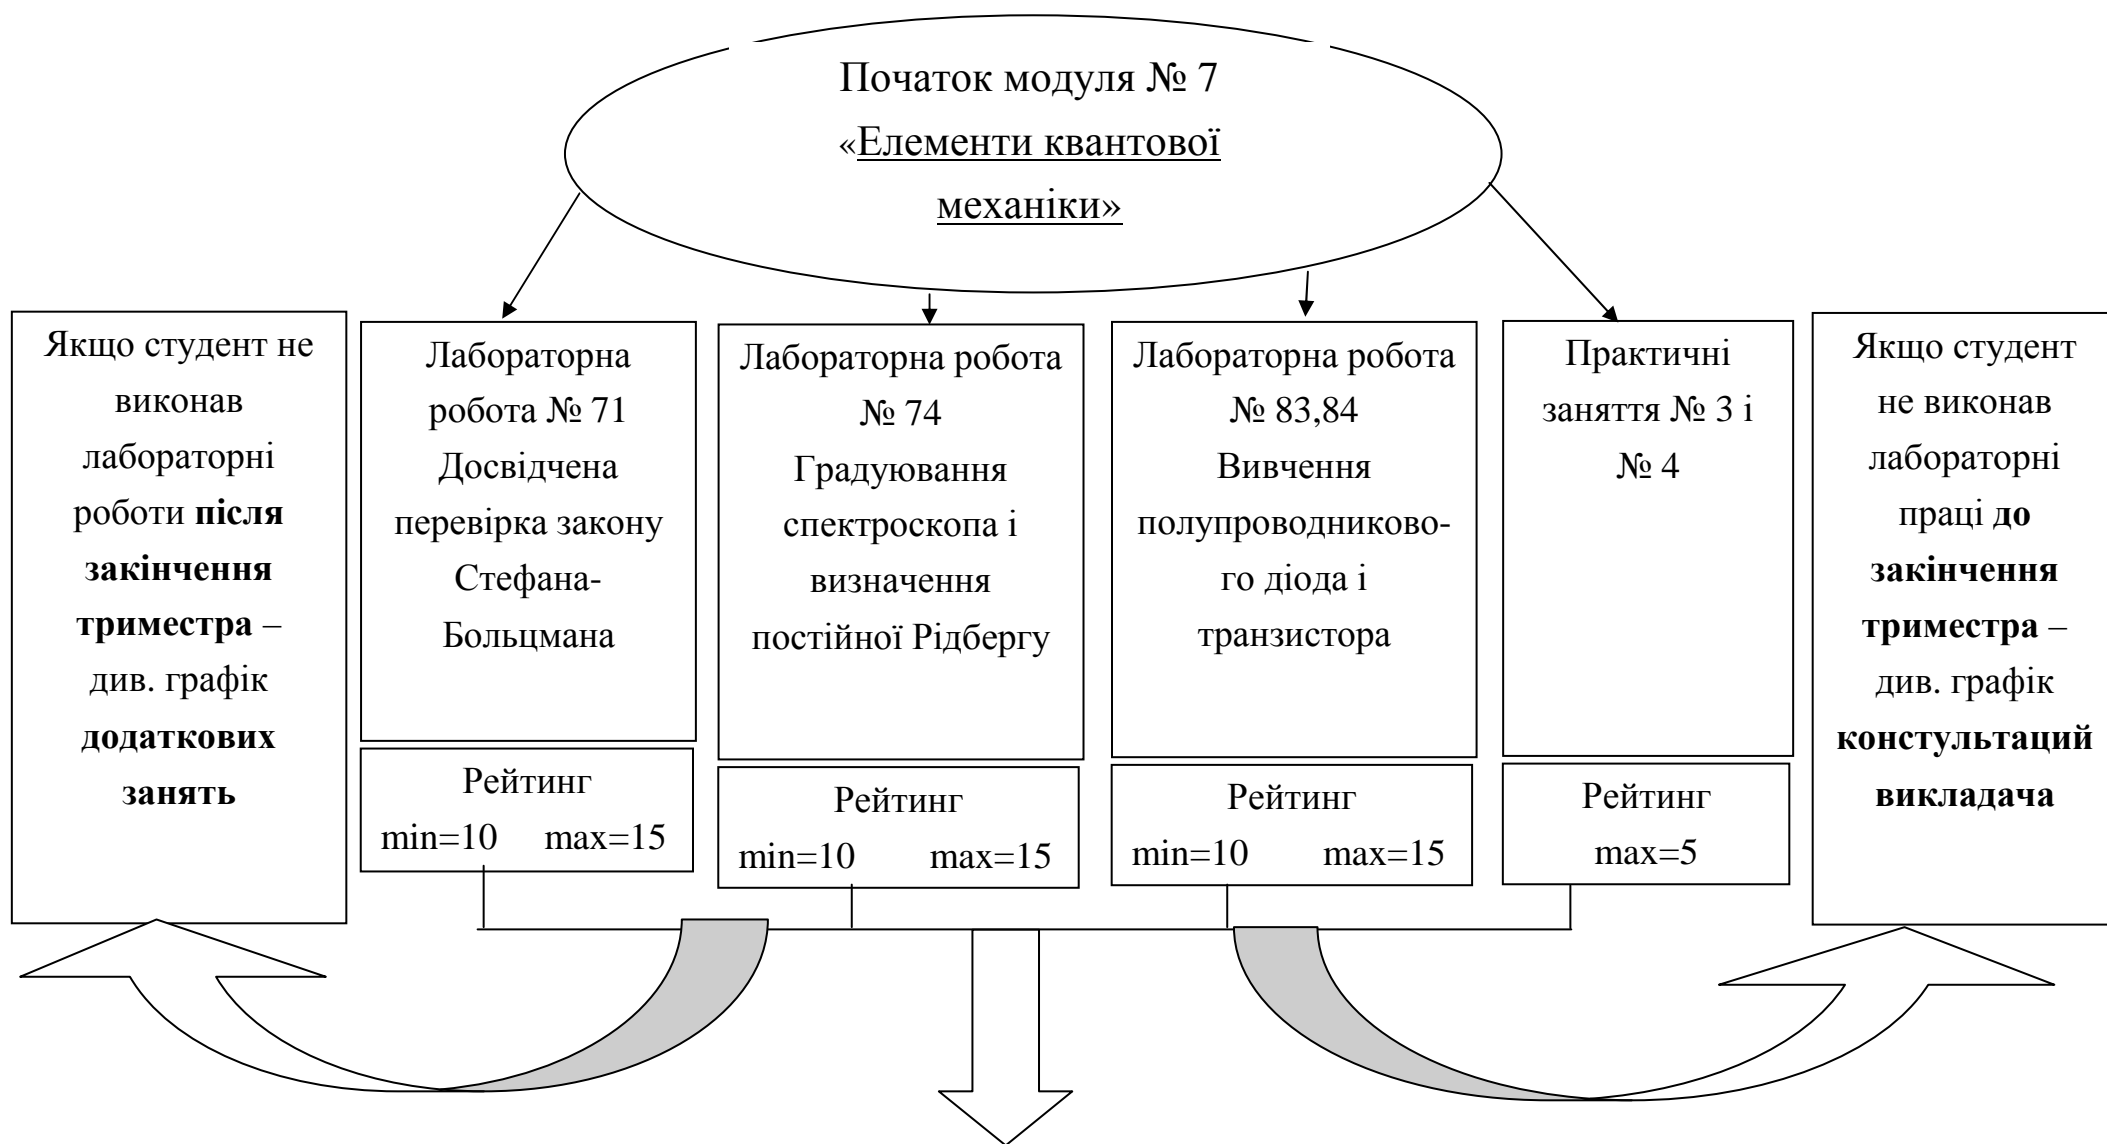 Початок модуля № 7
«Елементи квантової
механіки»
Якщо студент не
виконав
лабораторні
роботи після
закінчення
триместра –
див. графік
додаткових
занять
Лабораторна
робота № 71
Досвідчена
перевірка закону
Стефана-
Больцмана
Рейтинг
min=10 max=15
Лабораторна робота
№ 74
Градуювання
спектроскопа і
визначення
постійної Рідбергу
Рейтинг
min=10 max=15
Лабораторна робота
№ 83,84
Вивчення
полупроводниково-
го діода і
транзистора
Рейтинг
min=10 max=15
Практичні
заняття № 3 і
№ 4
Рейтинг
max=5
Якщо студент
не виконав
лабораторні
праці до
закінчення
триместра –
див. графік
констультаций
викладача